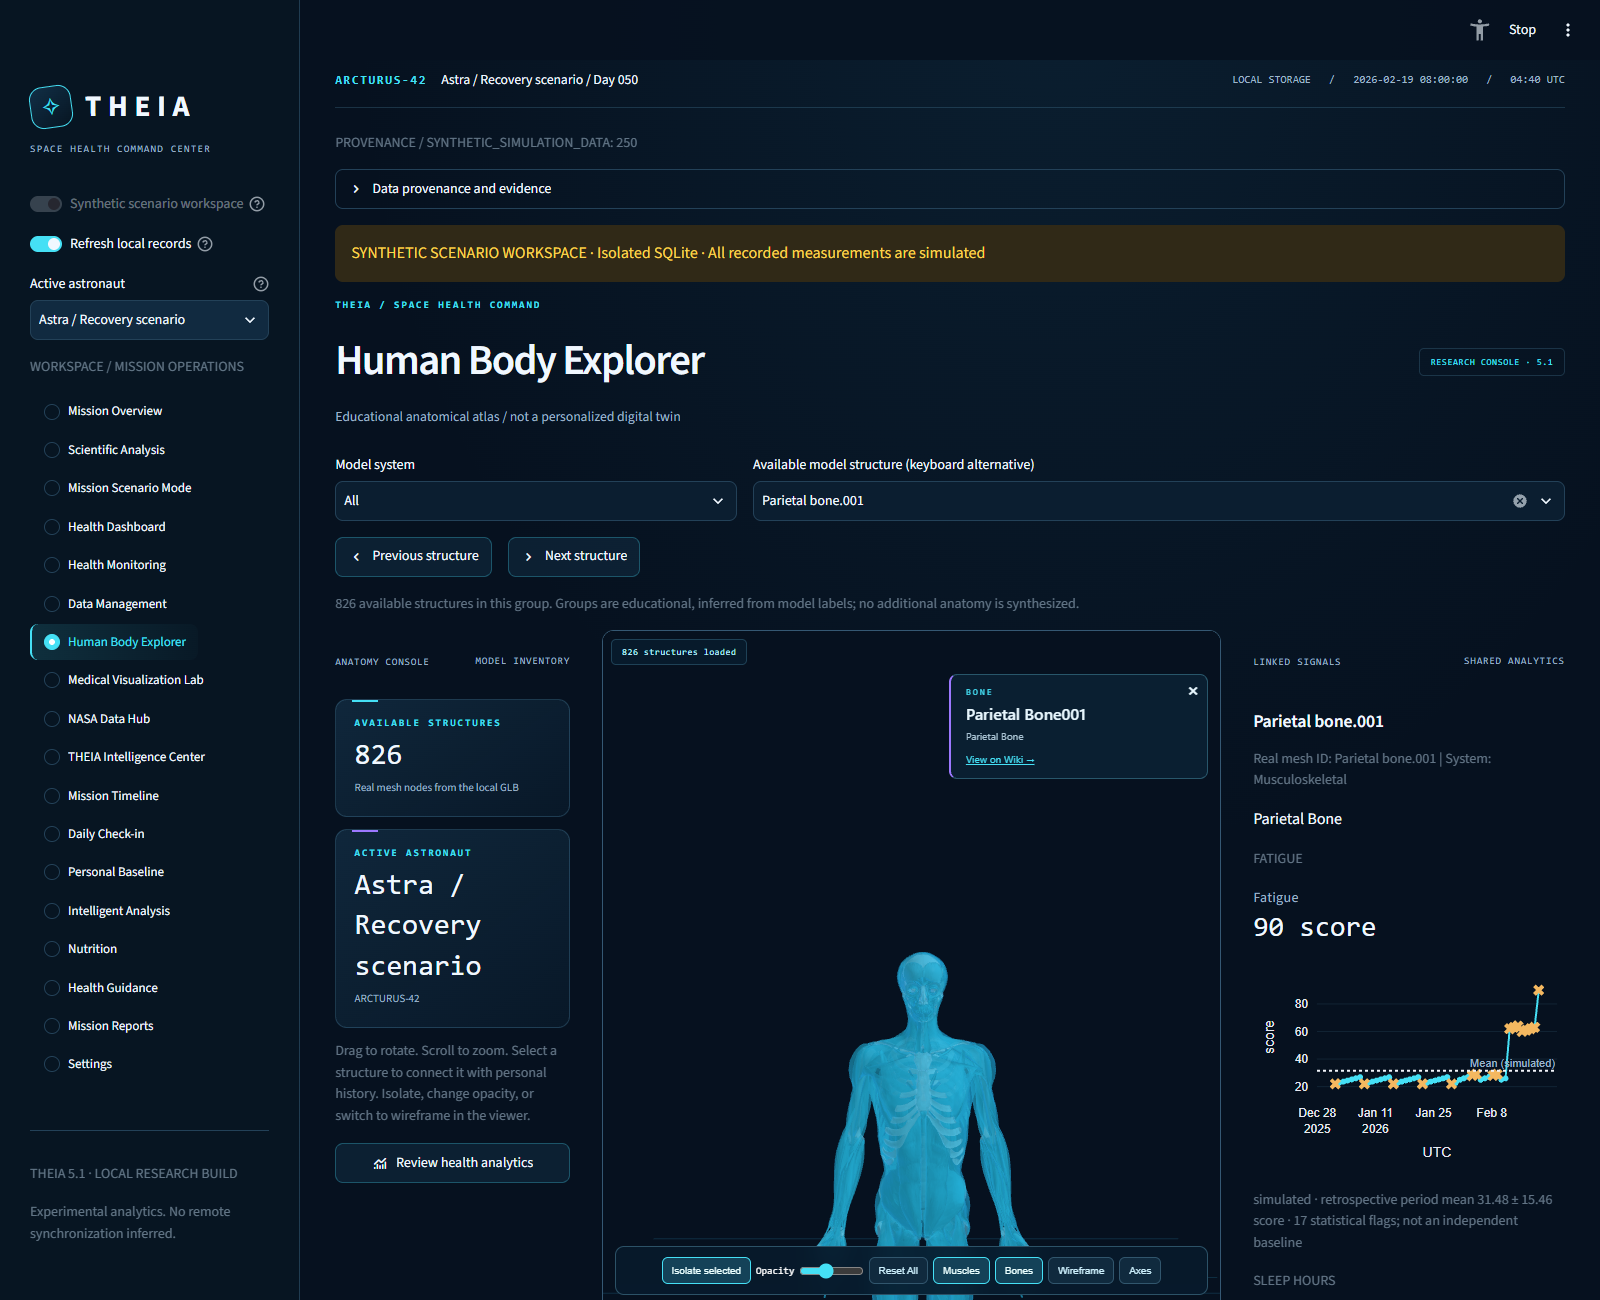 Stop
THEIA
SPACE HEALTH COMMAND CENTER
Synthetic scenario workspace
Refresh local records
Active astronaut
Astra / Recovery scenario
WORKSPACE / MISSION OPERATIONS
Mission Overview
Scientific Analysis
Mission Scenario Mode
Health Dashboard
Health Monitoring
Data Management
Human Body Explorer
Medical Visualization Lab
NASA Data Hub
THEIA Intelligence Center
Mission Timeline
Daily Check-in
Personal Baseline
Intelligent Analysis
Nutrition
Health Guidance
Mission Reports
Settings
THEIA 5.1 · LOCAL RESEARCH BUILD
Experimental analytics. No remote
synchronization inferred.
ARCTURUS-42 Astra / Recovery scenario / Day 050
LOCAL STORAGE / 2026-02-19 08:00:00 / 04:40 UTC
PROVENANCE / SYNTHETIC_SIMULATION_DATA: 250
Data provenance and evidence
SYNTHETIC SCENARIO WORKSPACE · Isolated SQLite · All recorded measurements are simulated
THEIA / SPACE HEALTH COMMAND
Human Body Explorer
RESEARCH CONSOLE · 5.1
Educational anatomical atlas / not a personalized digital twin
Model system
All
Available model structure (keyboard alternative)
Parietal bone.001
Previous structure
Next structure
826 available structures in this group. Groups are educational, inferred from model labels; no additional anatomy is synthesized.
ANATOMY CONSOLE MODEL INVENTORY
AVAILABLE STRUCTURES
826
Real mesh nodes from the local GLB
ACTIVE ASTRONAUT
Astra /
Recovery
scenario
ARCTURUS-42
Drag to rotate. Scroll to zoom. Select a
structure to connect it with personal
history. Isolate, change opacity, or
switch to wireframe in the viewer.
Review health analytics
826 structures loaded
BONE
Parietal Bone001
Parietal Bone
View on Wiki →
Isolate selected Opacity Reset All Muscles Bones Wireframe Axes
LINKED SIGNALS SHARED ANALYTICS
Parietal bone.001
Real mesh ID: Parietal bone.001 | System:
Musculoskeletal
Parietal Bone
FATIGUE
Fatigue
90 score
80
60
40
20
score
Mean (simulated)
Dec 28 Jan 11 Jan 25 Feb 8
2025 2026
UTC
simulated · retrospective period mean 31.48 ± 15.46
score · 17 statistical flags; not an independent
baseline
SLEEP HOURS